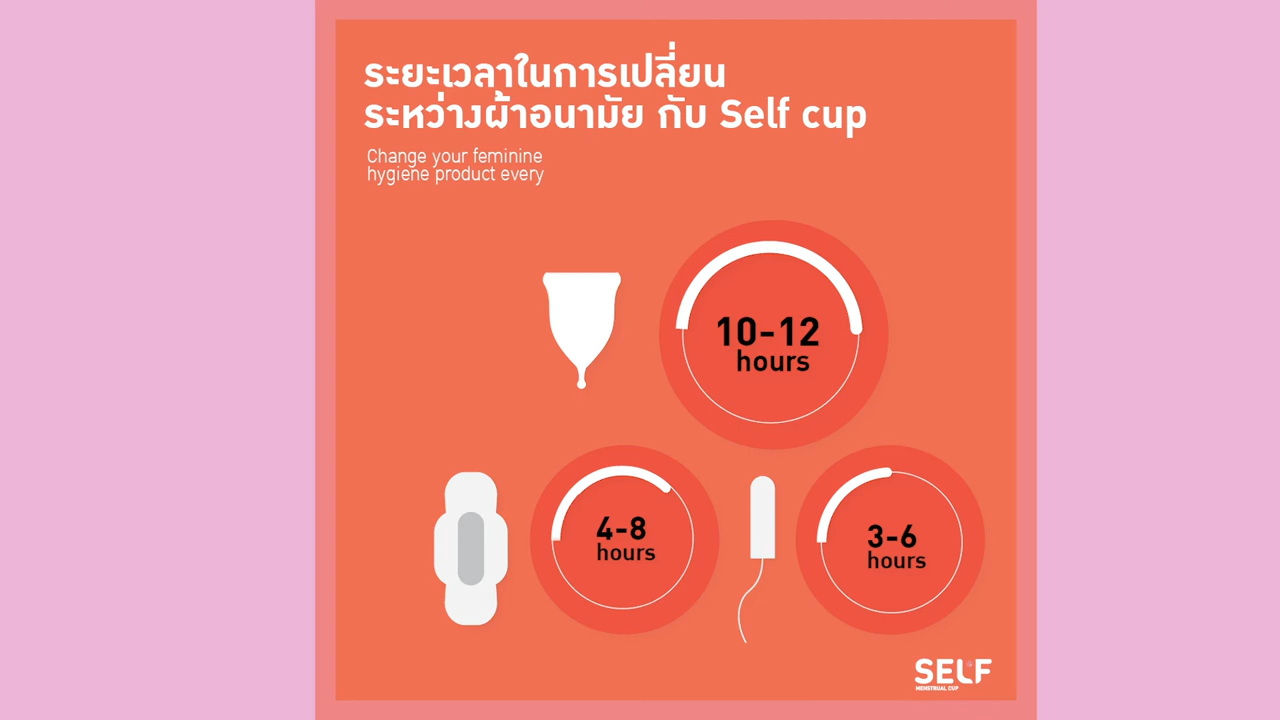 ระยะเวลาในการเปลี่ยน
ระหว่างผ้าอนามัย กับ Self cup
Change your feminine
hygiene product every
10-12
hours
4-8
hours
3-6
hours
SELF
MENSTRUAL CUP